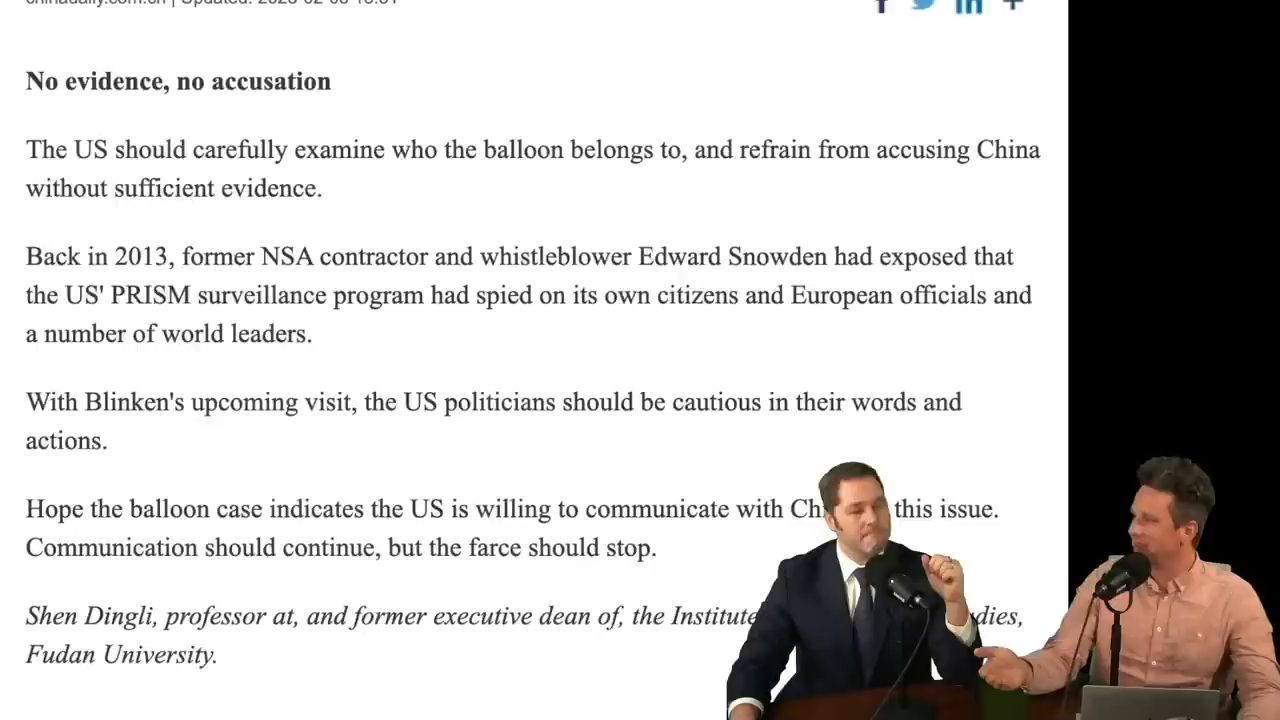 chinadaily.com.cn | Updated:
No evidence, no accusation
The US should carefully examine who the balloon belongs to, and refrain from accusing China
without sufficient evidence.
Back in 2013, former NSA contractor and whistleblower Edward Snowden had exposed that
the US' PRISM surveillance program had spied on its own citizens and European officials and
a number of world leaders.
With Blinken's upcoming visit, the US politicians should be cautious in their words and
actions.
Hope the balloon case indicates the US is willing to communicate with this issue.
Communication should continue, but the farce should stop.
Shen Dingli, professor at, and former executive dean of, the Institute
Fudan University.